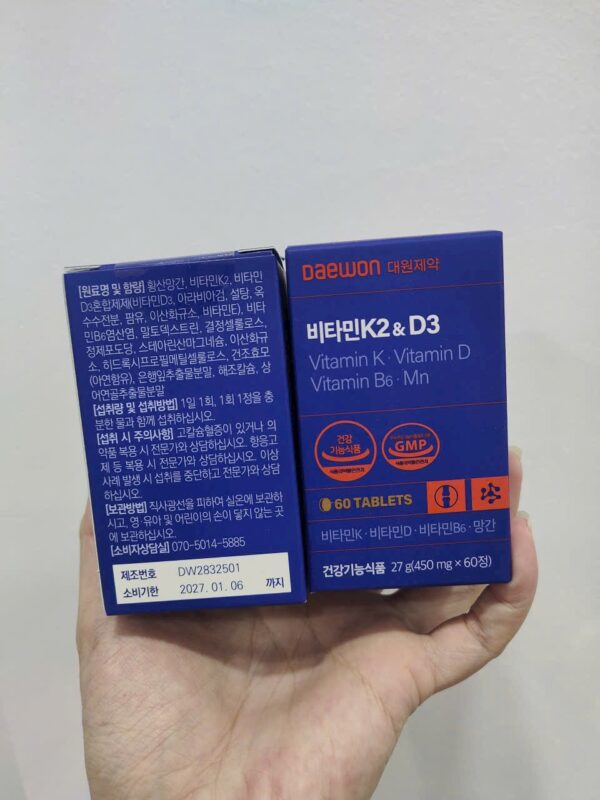 [원료명 및 함량] 황산망간, 비타민K2, 비타민
D3혼합제제(비타민D3, 아라비아검, 설탕, 옥
수수전분, 팜유, 이산화규소, 비타민E), 비타
민B6염산염, 말토덱스트린, 결정셀룰로스,
정제포도당, 스테아린산마그네슘, 이산화규
소, 히드록시프로필메틸셀룰로스, 건조효모
(아연함유), 은행잎추출물분말, 해조칼슘, 상
어연골추출물분말
[섭취량 및 섭취방법] 1일 1회, 1회 1정을 충
분한 물과 함께 섭취하십시오.
[섭취 시 주의사항] 고칼슘혈증이 있거나 의
약품 복용 시 전문가와 상담하십시오. 항응고
제 등 복용 시 전문가와 상담하십시오. 이상
사례 발생 시 섭취를 중단하고 전문가와 상담
하십시오.
[보관방법] 직사광선을 피하여 실온에 보관하
시고, 영·유아 및 어린이의 손이 닿지 않는 곳
에 보관하십시오.
[소비자상담실] 070-5014-5885
제조번호 DW2832501
소비기한 2027. 01. 06 까지
Daewon 대원제약
비타민K2 & D3
Vitamin K · Vitamin D
Vitamin B6 · Mn
건강
기능식품
식품의약품안전처
GMP
식품의약품안전처
60 TABLETS
비타민K · 비타민D · 비타민B6 · 망간
건강기능식품 27 g(450 mg × 60정)